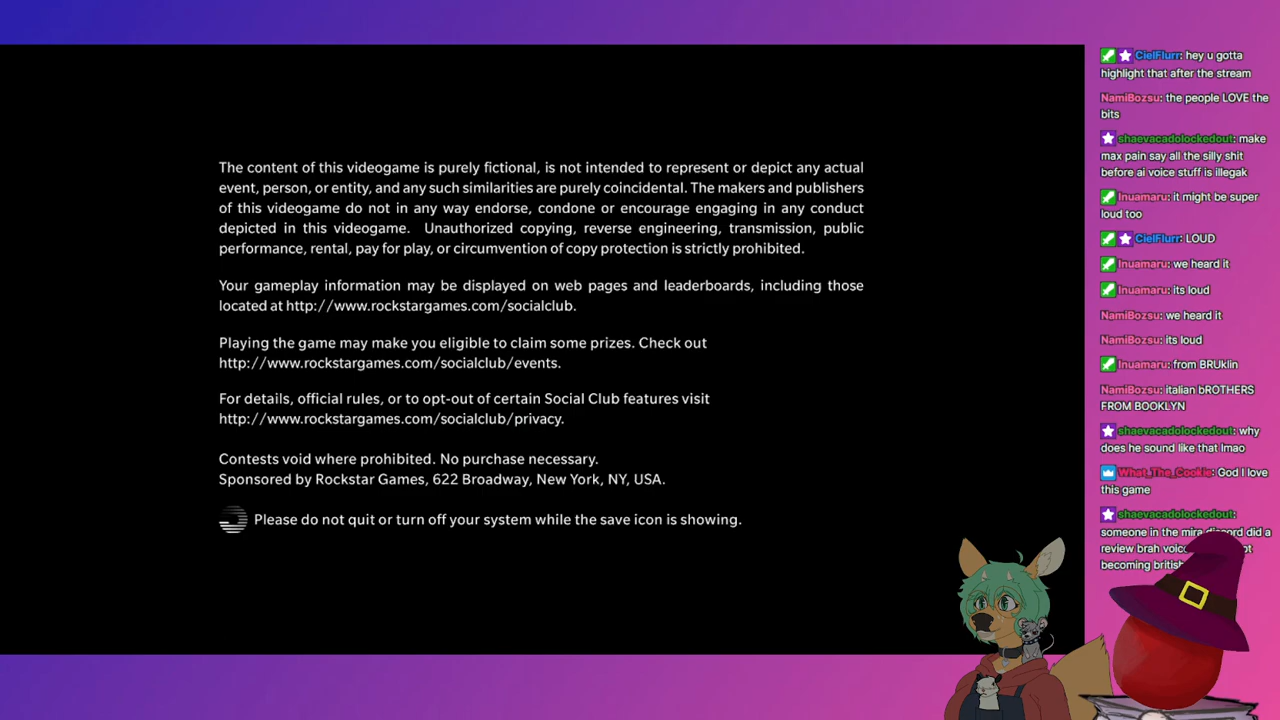 The content of this videogame is purely fictional, is not intended to represent or depict any actual
event, person, or entity, and any such similarities are purely coincidental. The makers and publishers
of this videogame do not in any way endorse, condone or encourage engaging in any conduct
depicted in this videogame. Unauthorized copying, reverse engineering, transmission, public
performance, rental, pay for play, or circumvention of copy protection is strictly prohibited.
Your gameplay information may be displayed on web pages and leaderboards, including those
located at http://www.rockstargames.com/socialclub.
Playing the game may make you eligible to claim some prizes. Check out
http://www.rockstargames.com/socialclub/events.
For details, official rules, or to opt-out of certain Social Club features visit
http://www.rockstargames.com/socialclub/privacy.
Contests void where prohibited. No purchase necessary.
Sponsored by Rockstar Games, 622 Broadway, New York, NY, USA.
Please do not quit or turn off your system while the save icon is showing.
CielFlurr: hey u gotta
highlight that after the stream
NamiBozsu: the people LOVE the
bits
shaevacadolockedout: make
max pain say all the silly shit
before ai voice stuff is illegak
Inuamaru: it might be super
loud too
CielFlurr: LOUD
Inuamaru: we heard it
Inuamaru: its loud
NamiBozsu: we heard it
NamiBozsu: its loud
Inuamaru: from BRUklin
NamiBozsu: italian bROTHERS
FROM BOOKLYN
shaevacadolockedout: why
does he sound like that lmao
What_The_Cookie: God I love
this game
shaevacadolockedout:
someone in the mira discord did a
review brah
becoming british